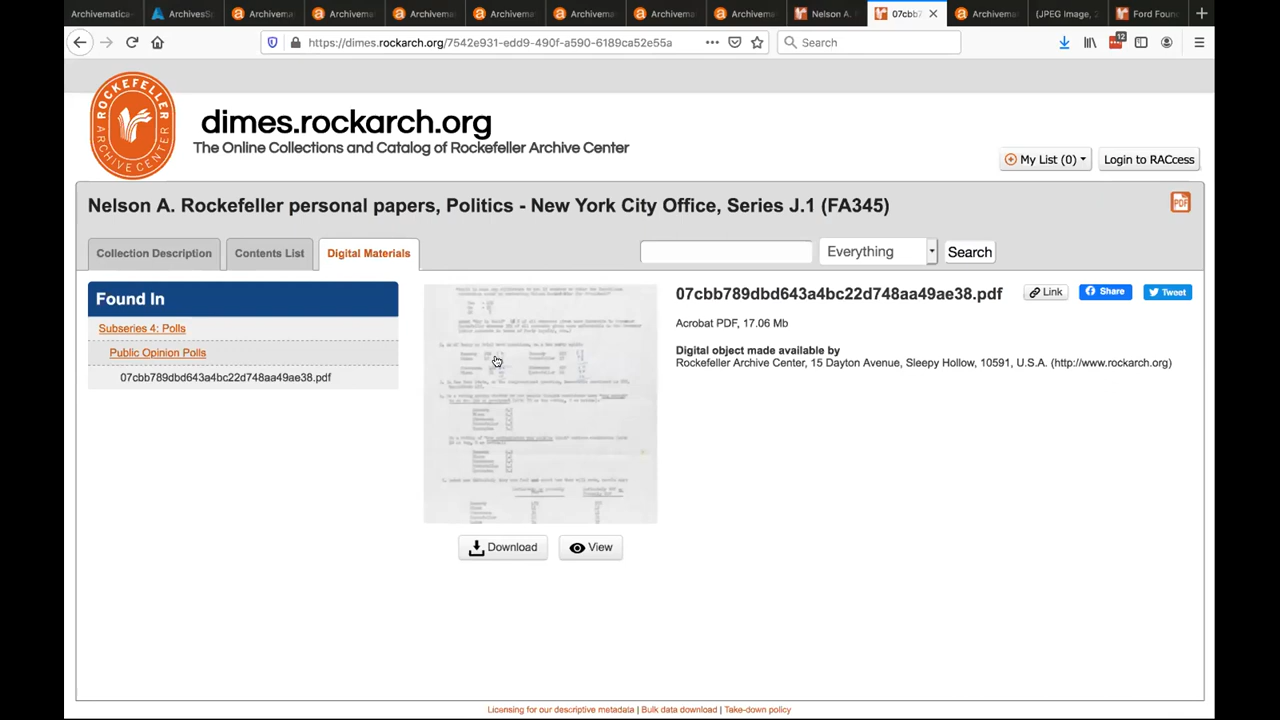 Archivematica-
ArchivesS
Archivema
Archivema
Archivema
Archivema
Archivema
Archivema
Archivema
Nelson A.
07cbb7
Archivema
(JPEG Image, 2
Ford Foun
https://dimes.rockarch.org/7542e931-edd9-490f-a590-6189ca52e55a
Search
12
ROCKEFELLER
ARCHIVE CENTER
dimes.rockarch.org
The Online Collections and Catalog of Rockefeller Archive Center
My List (0)
Login to RACcess
Nelson A. Rockefeller personal papers, Politics - New York City Office, Series J.1 (FA345)
PDF
Collection Description
Contents List
Digital Materials
Everything
Search
Found In
Subseries 4: Polls
Public Opinion Polls
07cbb789dbd643a4bc22d748aa49ae38.pdf
Download
View
07cbb789dbd643a4bc22d748aa49ae38.pdf
Link
Share
Tweet
Acrobat PDF, 17.06 Mb
Digital object made available by
Rockefeller Archive Center, 15 Dayton Avenue, Sleepy Hollow, 10591, U.S.A. (http://www.rockarch.org)
Licensing for our descriptive metadata | Bulk data download | Take-down policy